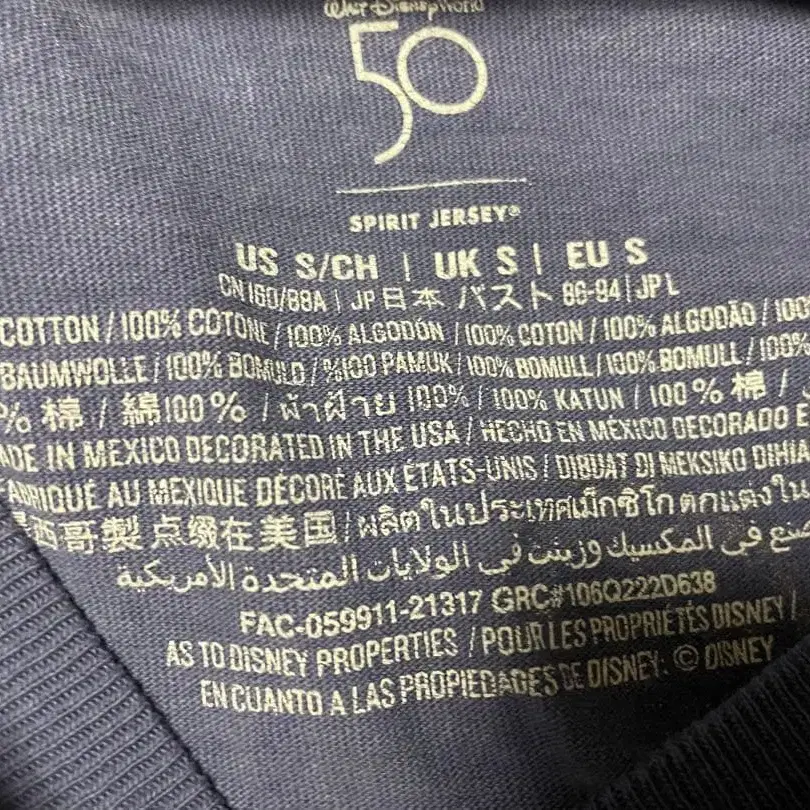 Walt Disney World
50
SPIRIT JERSEY®
US S/CH | UK S | EU S
CN 160/88A | JP 日本 バスト 86-94 | JP L
COTTON / 100% COTONE / 100% ALGODÓN / 100% COTON / 100% ALGODÃO / 100
BAUMWOLLE / 100% BOMULD / %100 PAMUK / 100% BOMULL / 100% BOMULL / 100%
% 棉 / 綿100% / ผ้าฝ้าย 100% / 100% KATUN / 100% 棉 /
ADE IN MEXICO DECORATED IN THE USA / HECHO EN MÉXICO DECORADO E
FABRIQUÉ AU MEXIQUE DÉCORÉ AUX ÉTATS-UNIS / DIBUAT DI MEKSIKO DIHIA
西哥製 点缀在美国 / ผลิตในประเทศเม็กซิโก ตกแต่งใน
صنع في المكسيك وزينت في الولايات المتحدة الأمريكية
FAC-059911-21317 GRC#106Q222D638
AS TO DISNEY PROPERTIES / POUR LES PROPRIÉTÉS DISNEY /
EN CUANTO A LAS PROPIEDADES DE DISNEY: © DISNEY